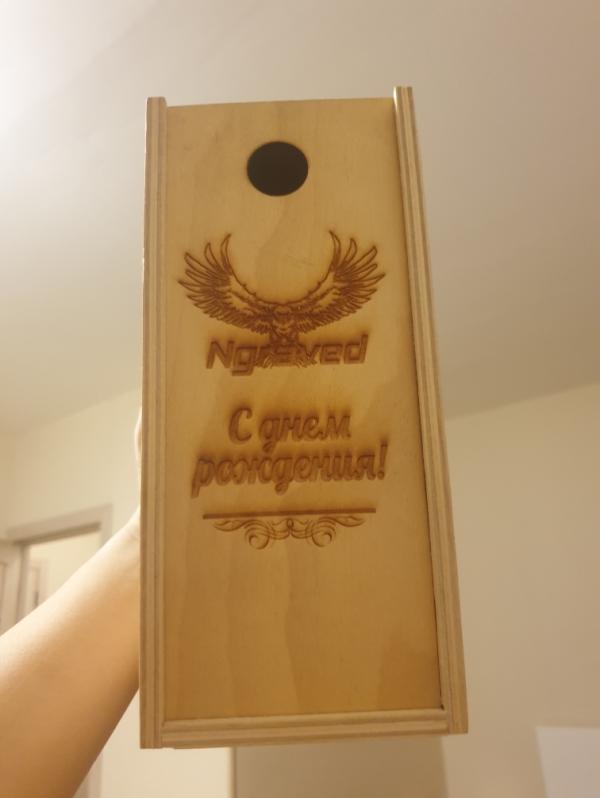 Ngraved
С днем
рождения!